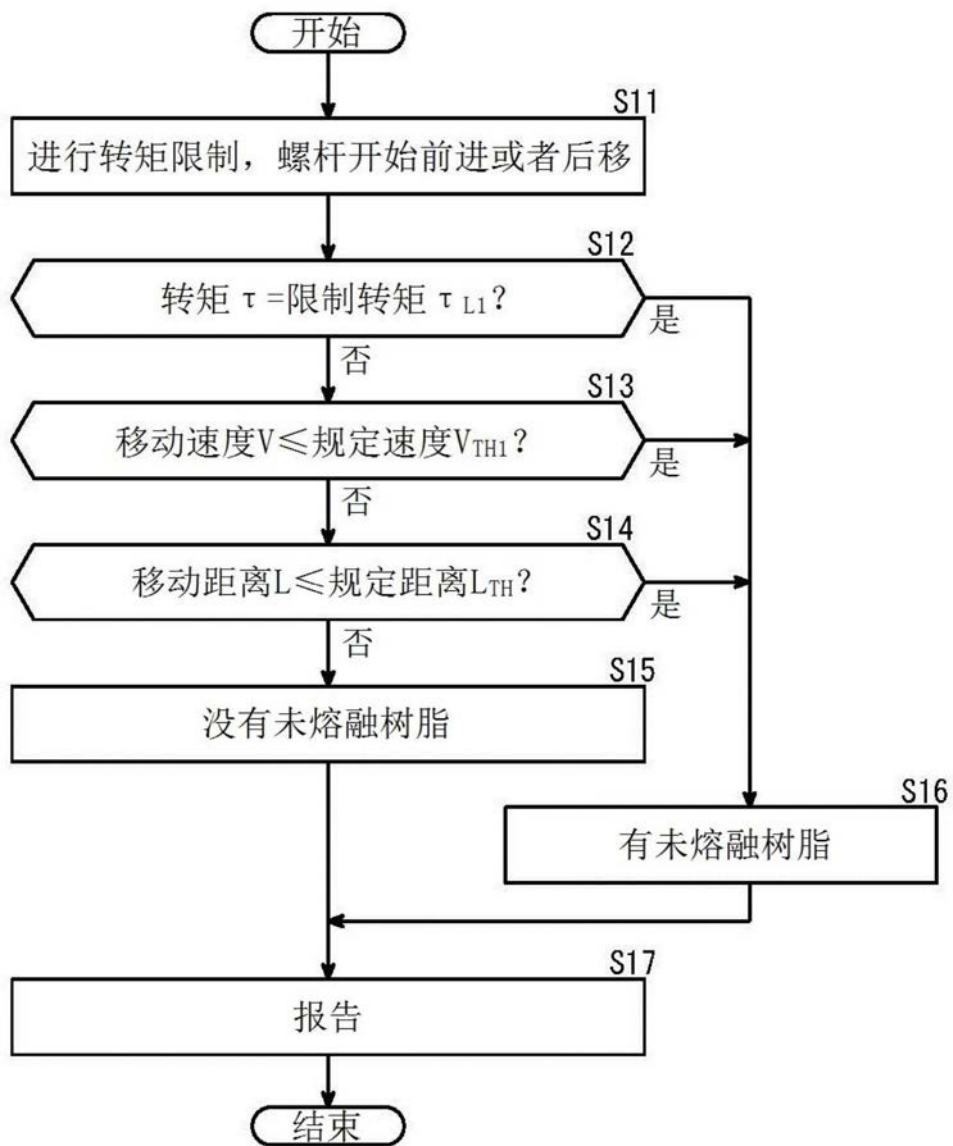 开始
S11
进行转矩限制，螺杆开始前进或者后移
S12
转矩τ=限制转矩τL1?
是
否
S13
移动速度V≤规定速度VTH1?
是
否
S14
移动距离L≤规定距离LTH?
是
否
S15
没有未熔融树脂
S16
有未熔融树脂
S17
报告
结束